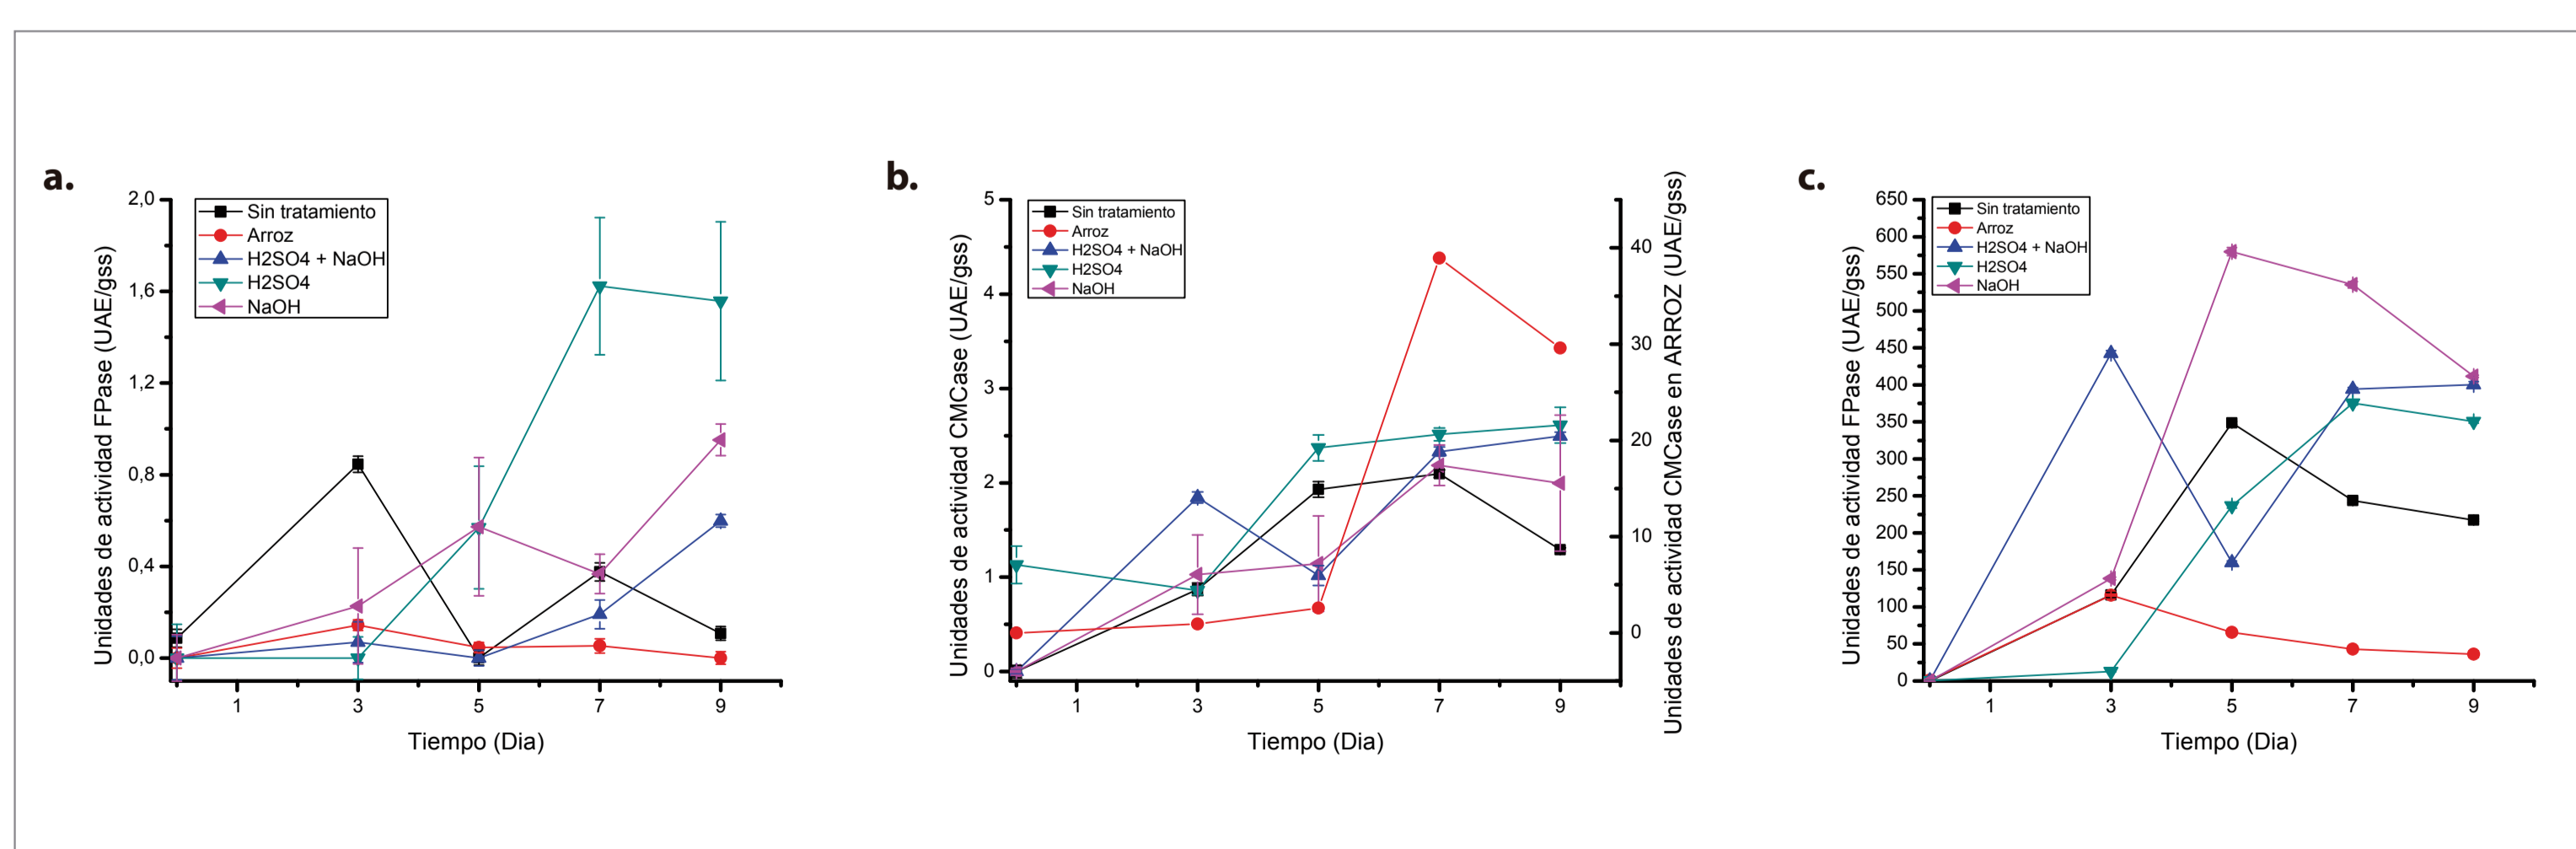 a.
Unidades de actividad FPase (UAE/gss)
2,0
1,6
1,2
0,8
0,4
0,0
Sin tratamiento
Arroz
H2SO4 + NaOH
H2SO4
NaOH
1 3 5 7 9
Tiempo (Dia)
b.
Unidades de actividad CMCase (UAE/gss)
5
4
3
2
1
0
Sin tratamiento
Arroz
H2SO4 + NaOH
H2SO4
NaOH
40
30
20
10
0
Unidades de actividad CMCase en ARROZ (UAE/gss)
1 3 5 7 9
Tiempo (Dia)
c.
Unidades de actividad FPase (UAE/gss)
650
600
550
500
450
400
350
300
250
200
150
100
50
0
Sin tratamiento
Arroz
H2SO4 + NaOH
H2SO4
NaOH
1 3 5 7 9
Tiempo (Dia)